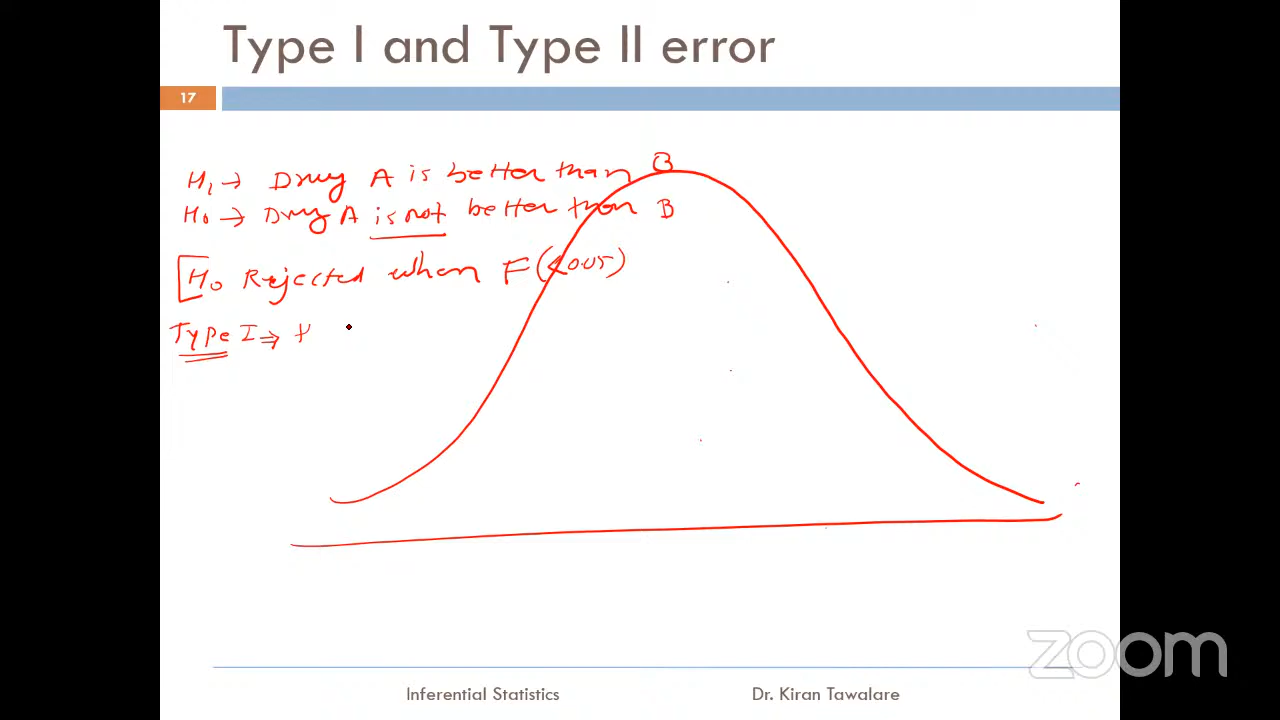 Type I and Type II error
17
H₁ → Drug A is better than B
H₀ → Drug A is not better than B
[H₀ Rejected when F(<0.05)
Type I ⇒
zoom
Inferential Statistics
Dr. Kiran Tawalare